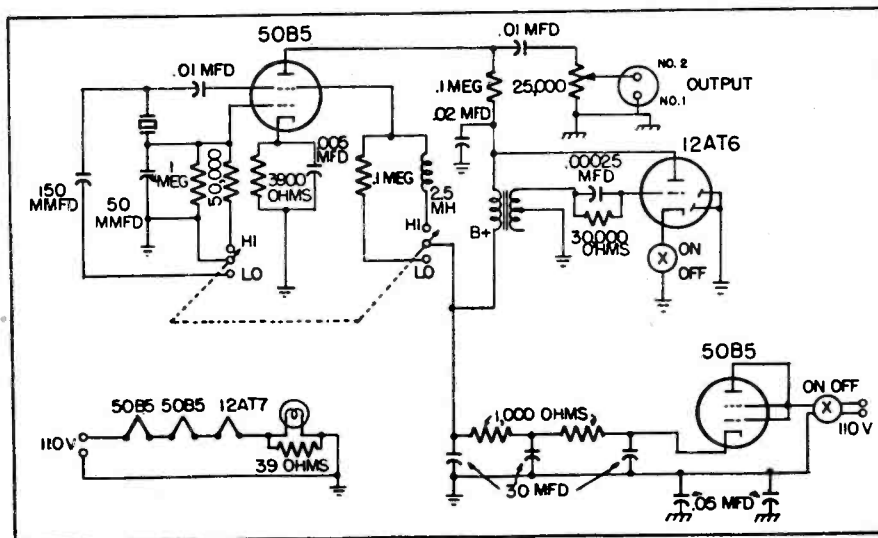 50B5
.01 MFD
.01 MFD
.1 MEG
25,000
NO. 2
NO. 1
OUTPUT
.02 MFD
12AT6
.005
MFD
.00025
MFD
1
MEG
50,000
3900
OHMS
.1 MEG
2.5
MH
150
MMFD
50
MMFD
HI
LO
HI
LO
B+
30,000
OHMS
ON
OFF
50B5
50B5 50B5 12AT7
110V
39 OHMS
1,000 OHMS
30 MFD
.05 MFD
ON OFF
110V